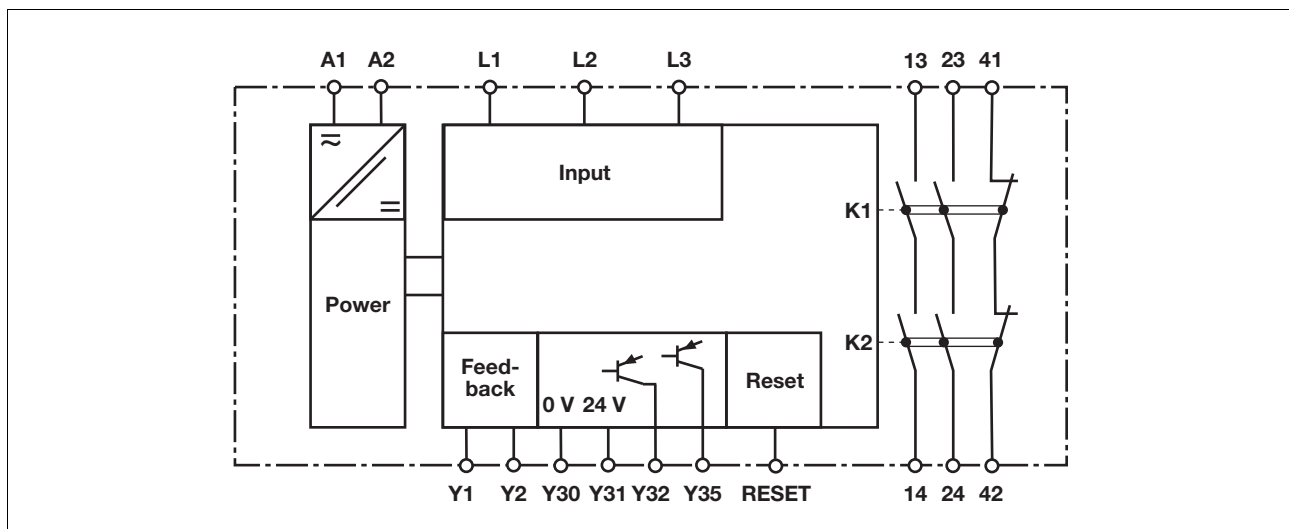 A1 A2 L1 L2 L3 13 23 41
Input
K1
Power
K2
Feed-
back
0 V 24 V
Reset
Y1 Y2 Y30 Y31 Y32 Y35 RESET 14 24 42